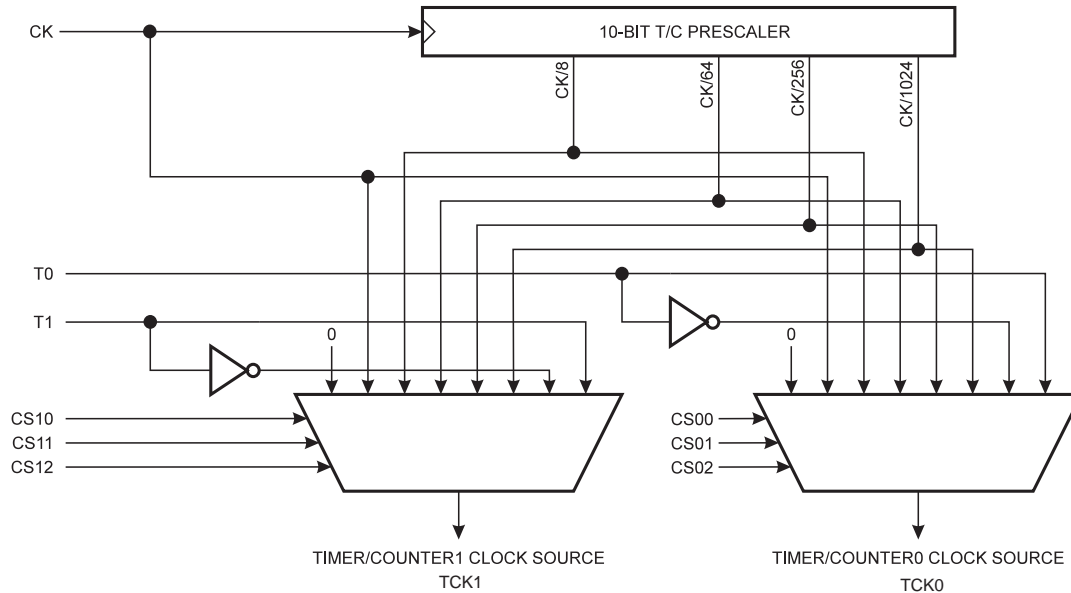 CK
10-BIT T/C PRESCALER
CK/8
CK/64
CK/256
CK/1024
T0
T1
0
0
CS10
CS11
CS12
CS00
CS01
CS02
TIMER/COUNTER1 CLOCK SOURCE
TCK1
TIMER/COUNTER0 CLOCK SOURCE
TCK0